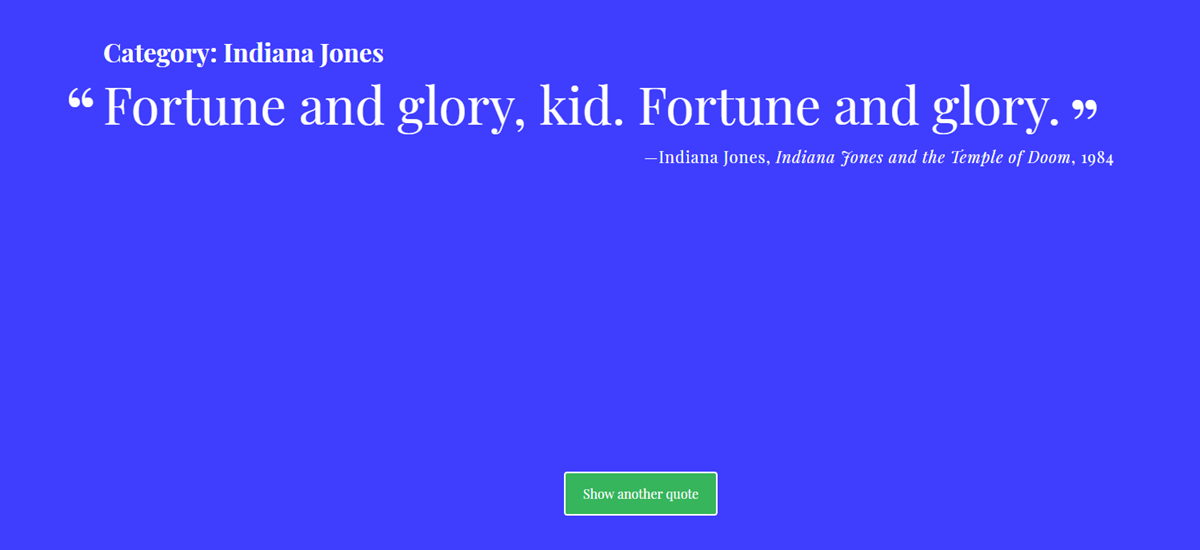 Category: Indiana Jones
“Fortune and glory, kid. Fortune and glory.”
—Indiana Jones, Indiana Jones and the Temple of Doom, 1984
Show another quote